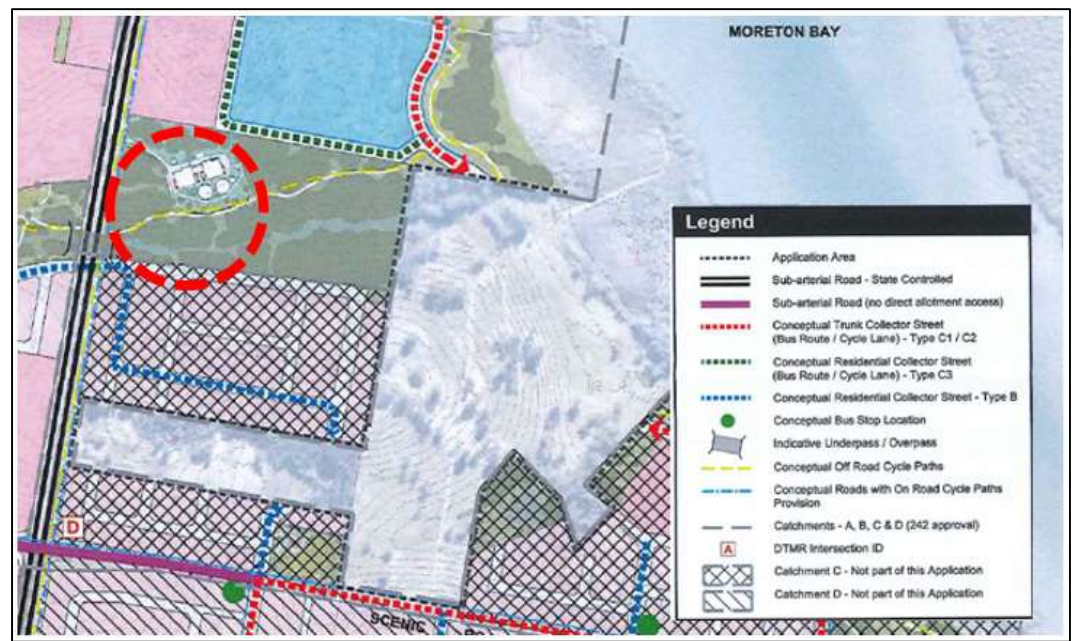 MORETON BAY
Legend
Application Area
Sub-arterial Road - State Controlled
Sub-arterial Road (no direct allotment access)
Conceptual Trunk Collector Street
(Bus Route / Cycle Lane) - Type C1 / C2
Conceptual Residential Collector Street
(Bus Route / Cycle Lane) - Type C3
Conceptual Residential Collector Street - Type B
Conceptual Bus Stop Location
Indicative Underpass / Overpass
Conceptual Off Road Cycle Paths
Conceptual Roads with On Road Cycle Paths
Provision
Catchments - A, B, C & D (242 approval)
A
DTMR Intersection ID
Catchment C - Not part of this Application
Catchment D - Not part of this Application
D
SCENIC